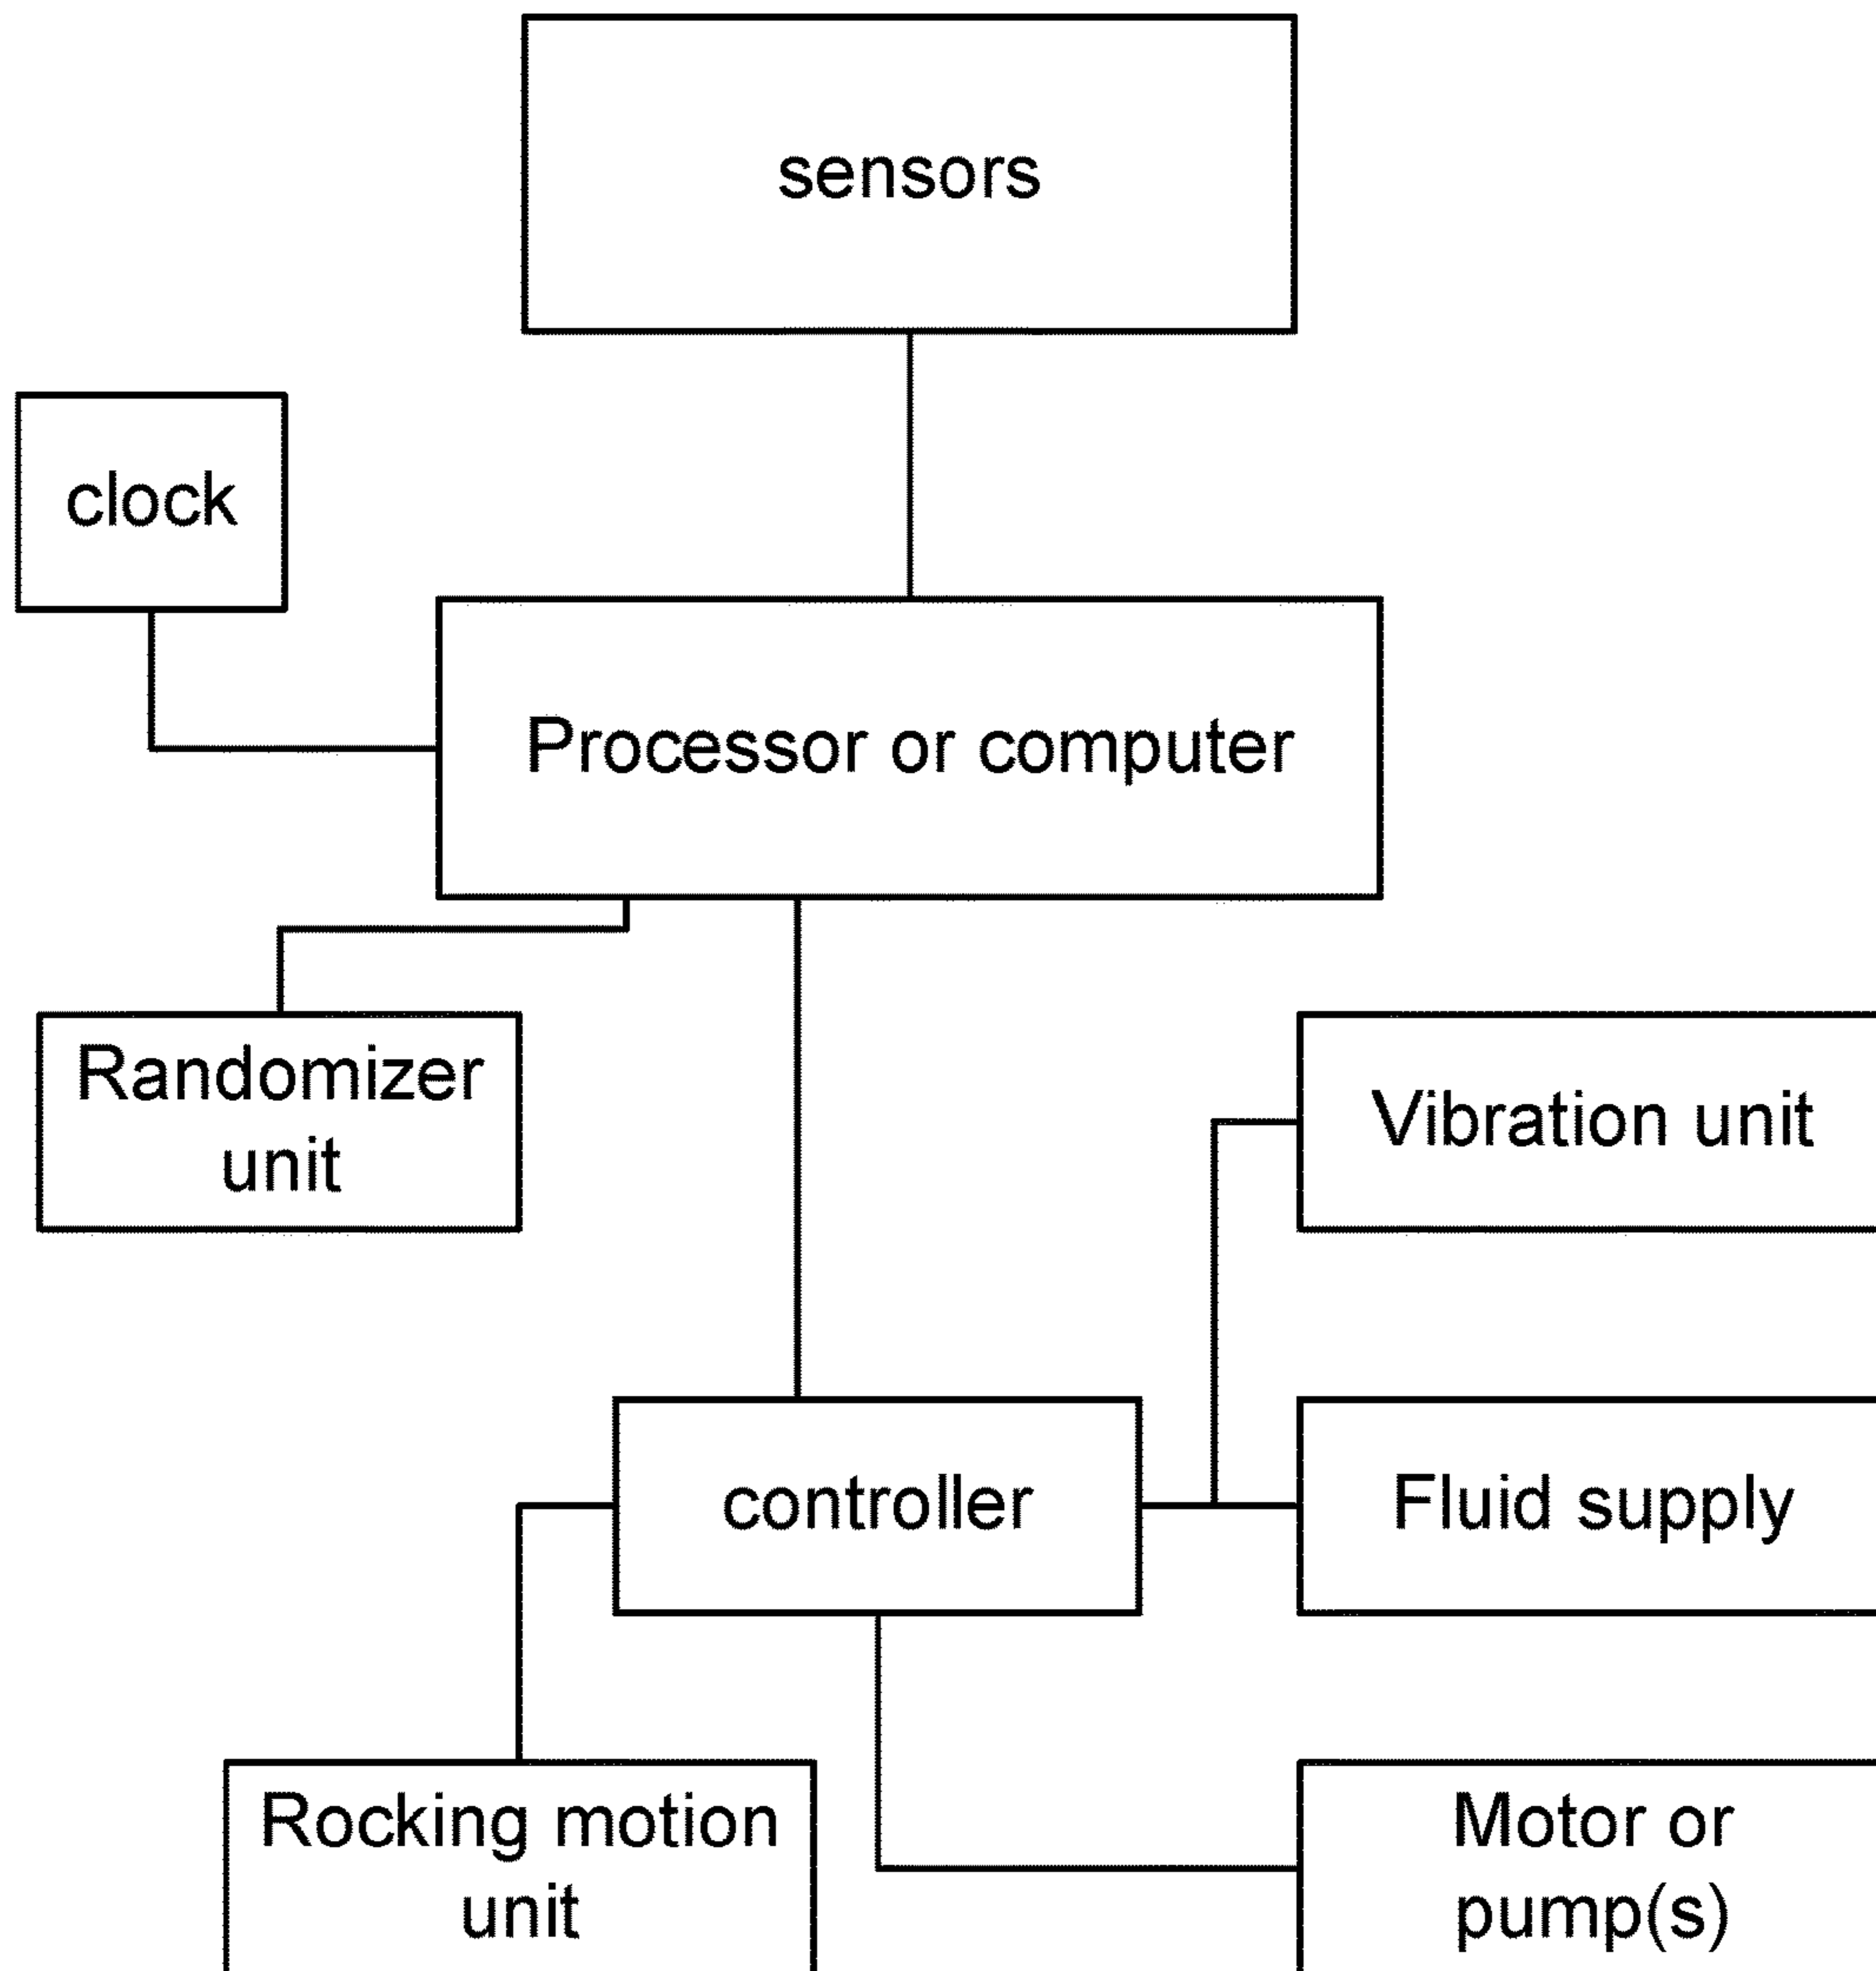 sensors
clock
Processor or computer
Randomizer
unit
Vibration unit
controller
Fluid supply
Rocking motion
unit
Motor or
pump(s)